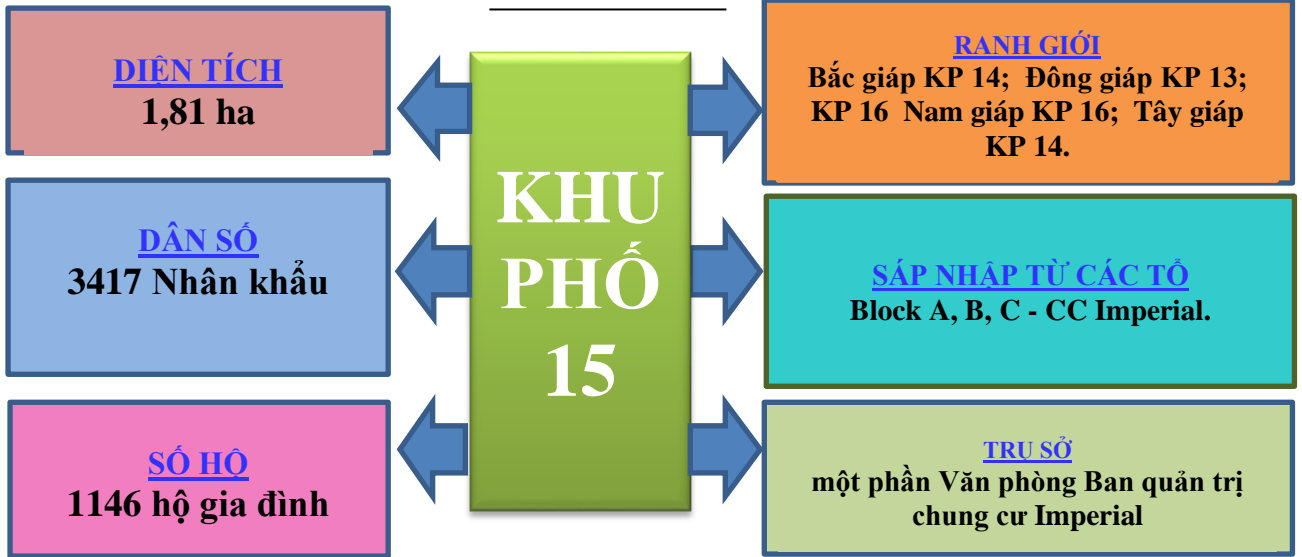 DIỆN TÍCH
1,81 ha
DÂN SỐ
3417 Nhân khẩu
SỐ HỘ
1146 hộ gia đình
KHU
PHỐ
15
RANH GIỚI
Bắc giáp KP 14; Đông giáp KP 13;
KP 16 Nam giáp KP 16; Tây giáp
KP 14.
SÁP NHẬP TỪ CÁC TỔ
Block A, B, C - CC Imperial.
TRỤ SỞ
một phần Văn phòng Ban quản trị
chung cư Imperial